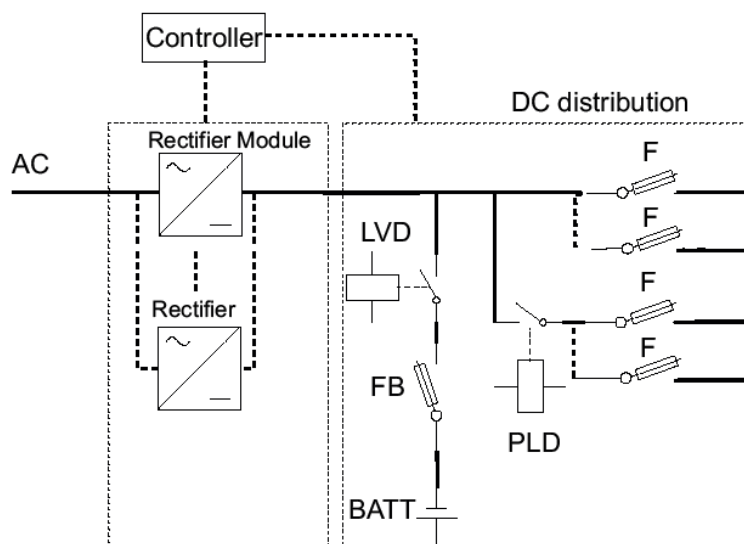 Controller
DC distribution
Rectifier Module
AC
F
F
LVD
F
Rectifier
F
FB
PLD
BATT